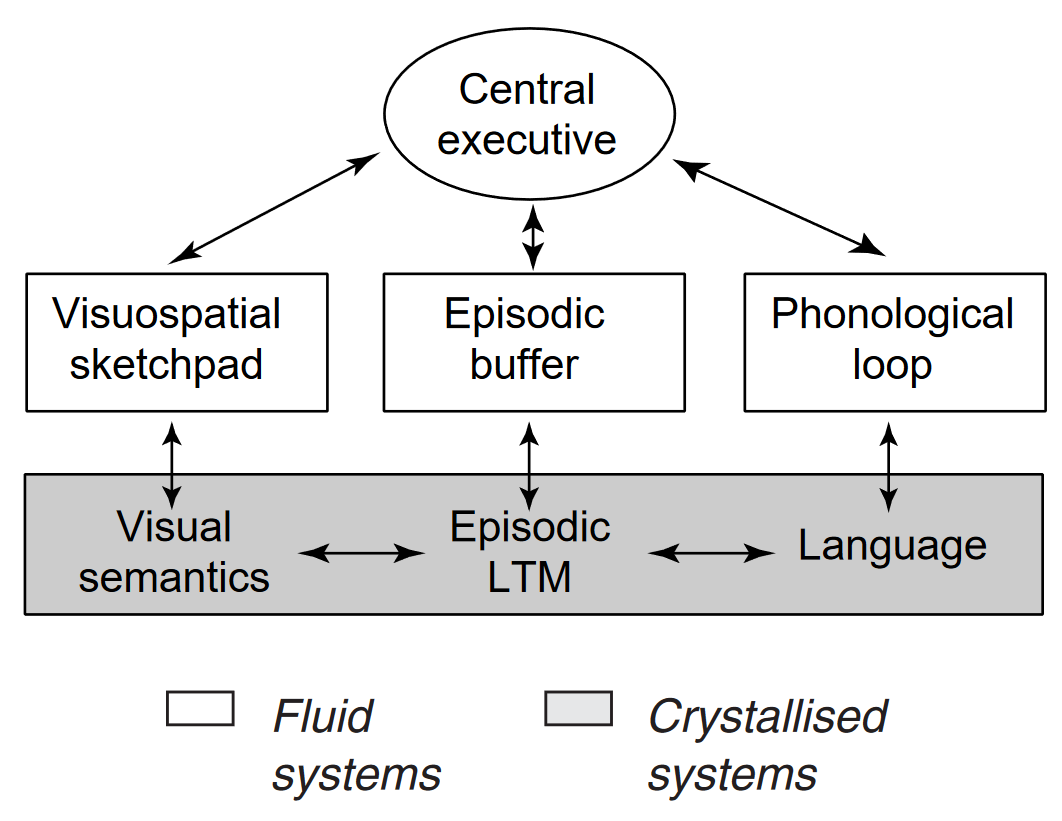 Central
executive
Visuospatial
sketchpad
Episodic
buffer
Phonological
loop
Visual
semantics
Episodic
LTM
Language
Fluid
systems
Crystallised
systems